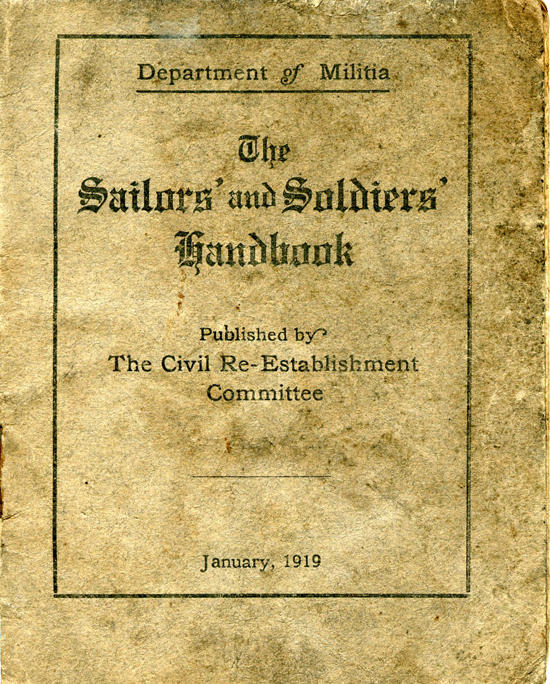 Department of Militia
The
Sailors' and Soldiers'
Handbook
Published by
The Civil Re-Establishment
Committee
January, 1919